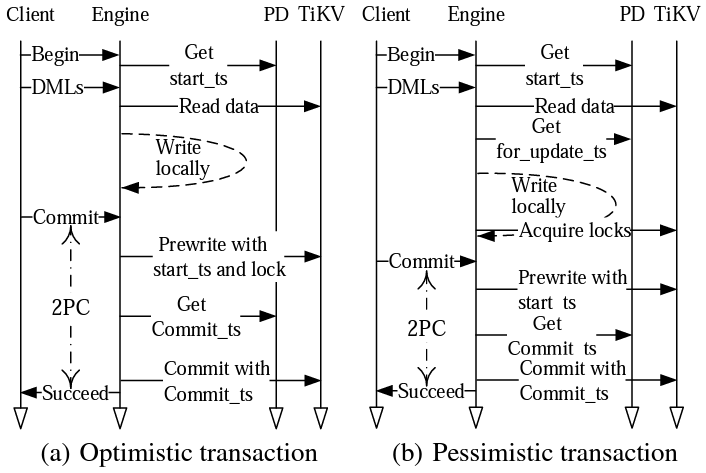 Client Engine PD TiKV
Begin
Get
start_ts
DMLs
Read data
Write
locally
Commit
Prewrite with
start_ts and lock
2PC
Get
Commit_ts
Commit with
Succeed
Commit_ts
(a) Optimistic transaction
Client Engine PD TiKV
Begin
Get
start_ts
DMLs
Read data
Get
for_update_ts
Write
locally
Acquire locks
Commit
Prewrite with
start_ts
2PC
Get
Commit_ts
Commit with
Succeed
Commit_ts
(b) Pessimistic transaction